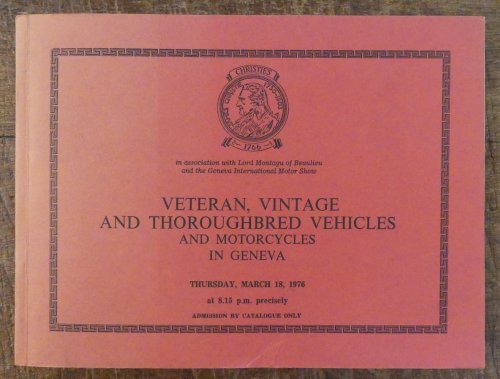 CHRISTIE'S
1766
in association with Lord Montagu of Beaulieu
and the Geneva International Motor Show
VETERAN, VINTAGE
AND THOROUGHBRED VEHICLES
AND MOTORCYCLES
IN GENEVA
THURSDAY, MARCH 18, 1976
at 8.15 p.m. precisely
ADMISSION BY CATALOGUE ONLY